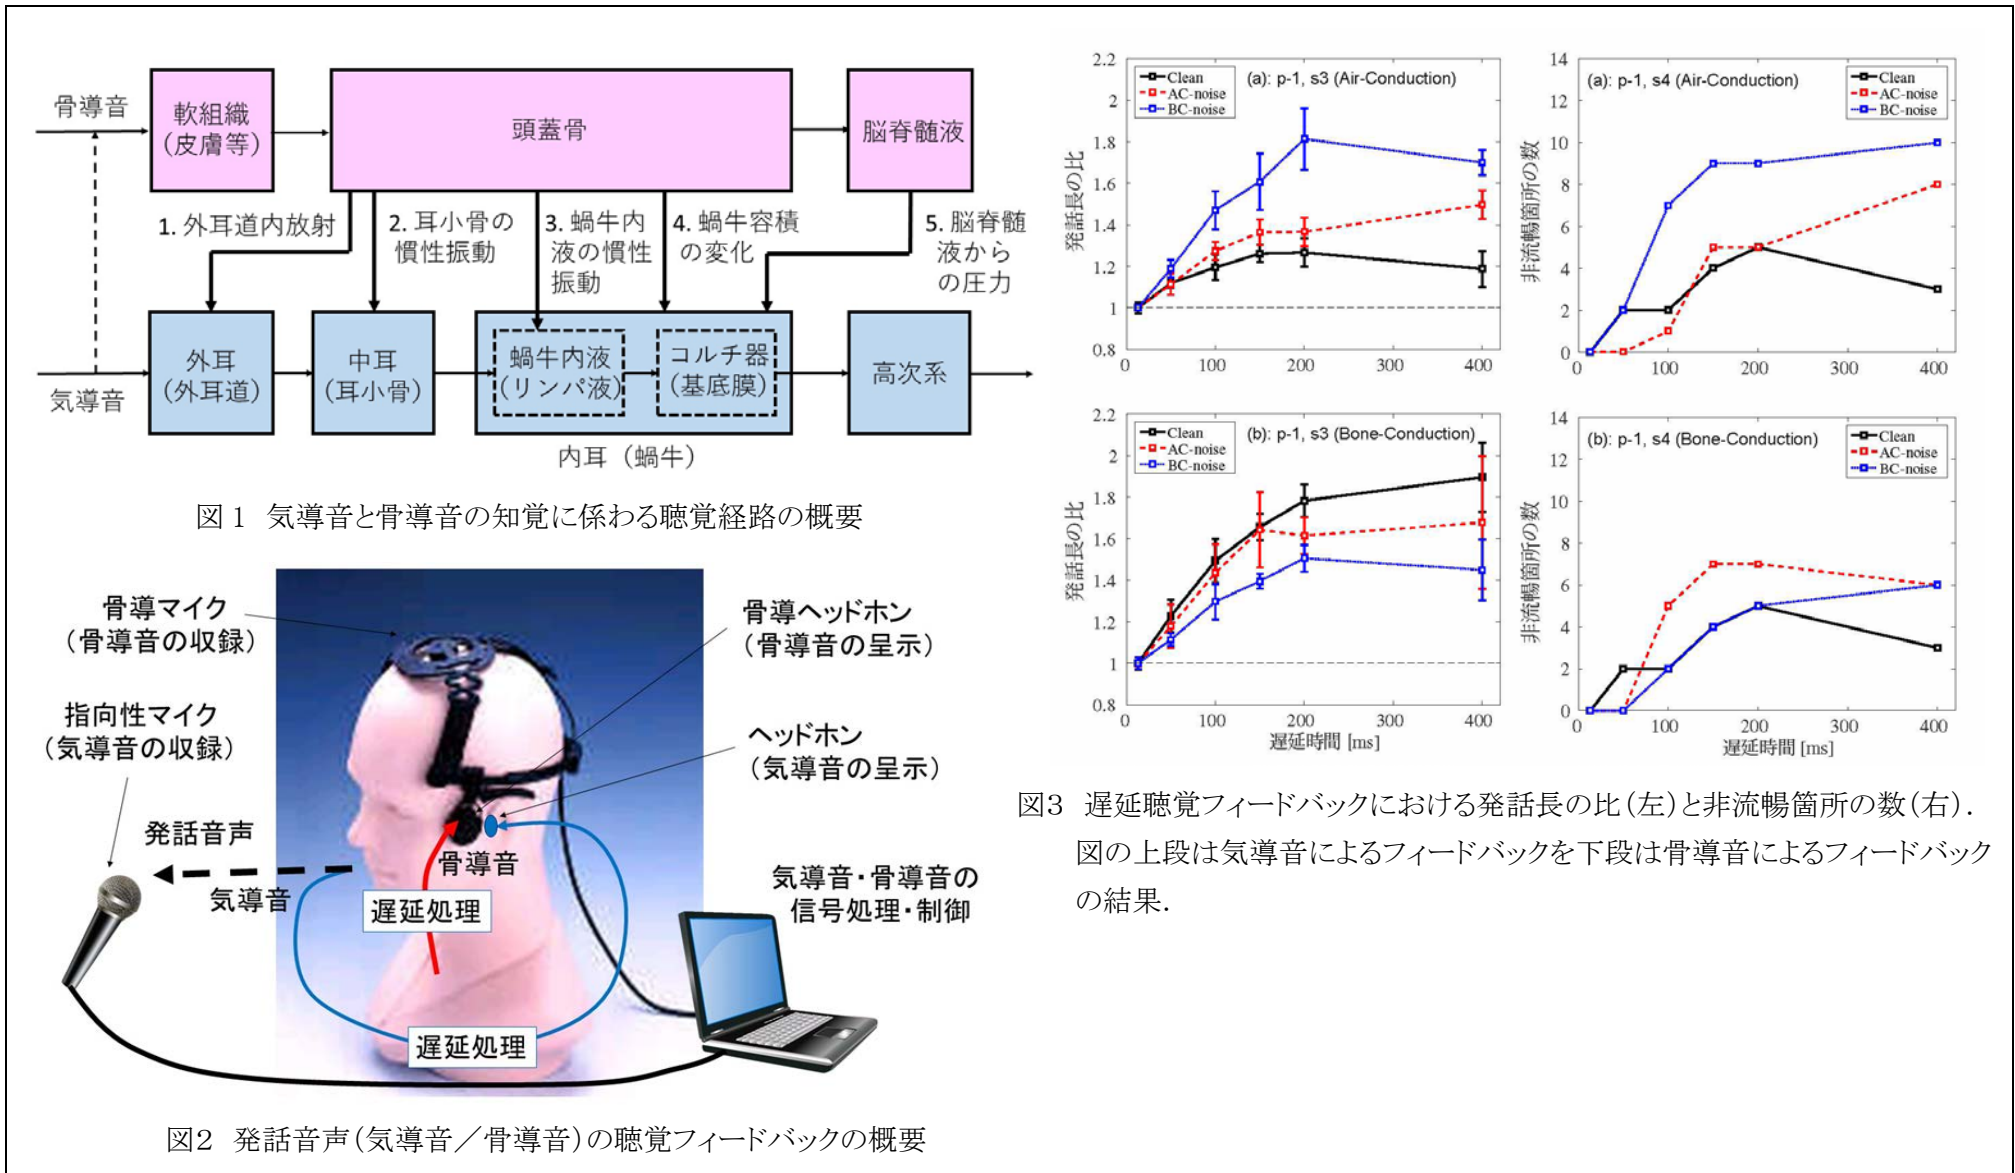 骨導音
軟組織
(皮膚等)
頭蓋骨
脳脊髄液
1. 外耳道内放射
2. 耳小骨の
慣性振動
3. 蝸牛内
液の慣性
振動
4. 蝸牛容積
の変化
5. 脳脊髄
液から
の圧力
気導音
外耳
(外耳道)
中耳
(耳小骨)
蝸牛内液
(リンパ液)
コルチ器
(基底膜)
高次系
内耳(蝸牛)
図1 気導音と骨導音の知覚に係わる聴覚経路の概要
骨導マイク
(骨導音の収録)
骨導ヘッドホン
(骨導音の呈示)
指向性マイク
(気導音の収録)
ヘッドホン
(気導音の呈示)
発話音声
気導音
骨導音
遅延処理
遅延処理
気導音・骨導音の
信号処理・制御
図2 発話音声(気導音/骨導音)の聴覚フィードバックの概要
(a): p-1, s3 (Air-Conduction)
Clean
AC-noise
BC-noise
発話長の比
2.2
2
1.8
1.6
1.4
1.2
1
0.8
0 100 200 300 400
(a): p-1, s4 (Air-Conduction)
Clean
AC-noise
BC-noise
非流暢箇所の数
14
12
10
8
6
4
2
0
0 100 200 300 400
(b): p-1, s3 (Bone-Conduction)
Clean
AC-noise
BC-noise
発話長の比
2.2
2
1.8
1.6
1.4
1.2
1
0.8
0 100 200 300 400
遅延時間 [ms]
(b): p-1, s4 (Bone-Conduction)
Clean
AC-noise
BC-noise
非流暢箇所の数
14
12
10
8
6
4
2
0
0 100 200 300 400
遅延時間 [ms]
図3 遅延聴覚フィードバックにおける発話長の比(左)と非流暢箇所の数(右).
図の上段は気導音によるフィードバックを下段は骨導音によるフィードバック
の結果.